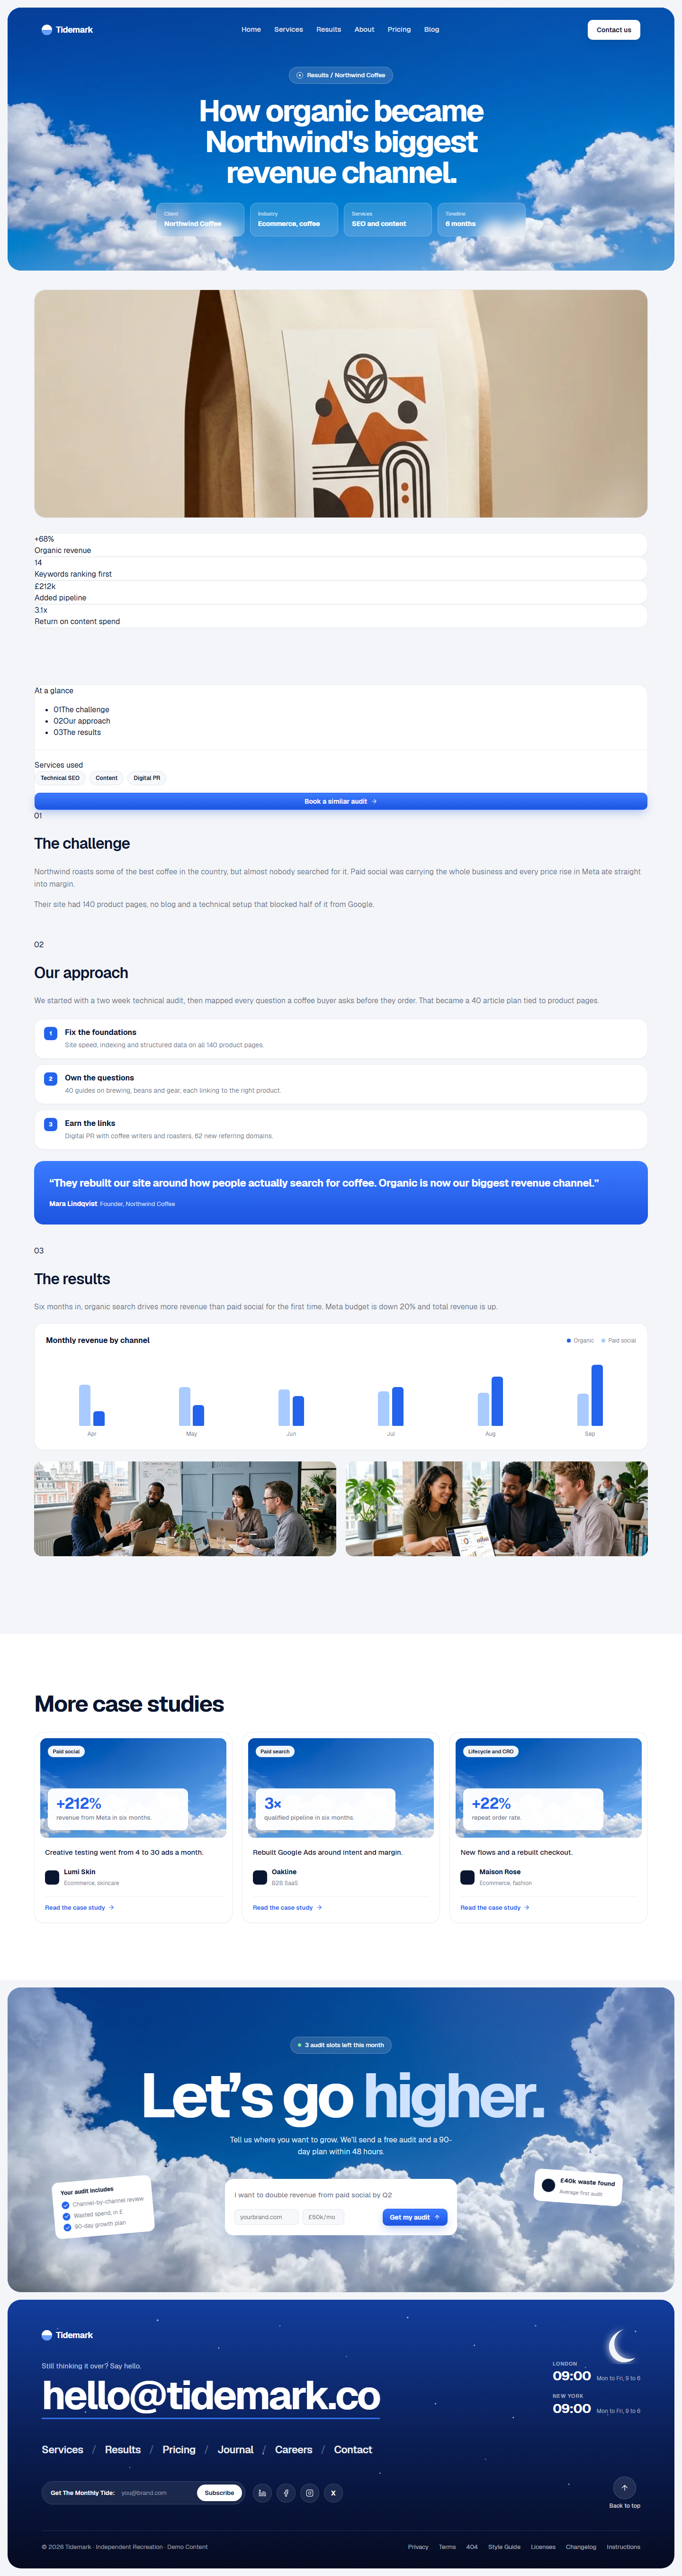 Tidemark
Home Services Results About Pricing Blog
Contact us
Results / Northwind Coffee
How organic became
Northwind's biggest
revenue channel.
Client
Northwind Coffee
Industry
Ecommerce, coffee
Services
SEO and content
Timeline
6 months
+68%
Organic revenue
14
Keywords ranking first
£212k
Added pipeline
3.1x
Return on content spend
At a glance
01The challenge
02Our approach
03The results
Services used
Technical SEO Content Digital PR
Book a similar audit →
01
The challenge
Northwind roasts some of the best coffee in the country, but almost nobody searched for it. Paid social was carrying the whole business and every price rise in Meta ate straight
into margin.
Their site had 140 product pages, no blog and a technical setup that blocked half of it from Google.
02
Our approach
We started with a two week technical audit, then mapped every question a coffee buyer asks before they order. That became a 40 article plan tied to product pages.
1 Fix the foundations
Site speed, indexing and structured data on all 140 product pages.
2 Own the questions
40 guides on brewing, beans and gear, each linking to the right product.
3 Earn the links
Digital PR with coffee writers and roasters, 62 new referring domains.
“They rebuilt our site around how people actually search for coffee. Organic is now our biggest revenue channel.”
Mara Lindqvist Founder, Northwind Coffee
03
The results
Six months in, organic search drives more revenue than paid social for the first time. Meta budget is down 20% and total revenue is up.
Monthly revenue by channel
Organic Paid social
Apr May Jun Jul Aug Sep
More case studies
Paid social
+212%
revenue from Meta in six months.
Creative testing went from 4 to 30 ads a month.
Lumi Skin
Ecommerce, skincare
Read the case study →
Paid search
3×
qualified pipeline in six months.
Rebuilt Google Ads around intent and margin.
Oakline
B2B SaaS
Read the case study →
Lifecycle and CRO
+22%
repeat order rate.
New flows and a rebuilt checkout.
Maison Rose
Ecommerce, fashion
Read the case study →
3 audit slots left this month
Let’s go higher.
Tell us where you want to grow. We’ll send a free audit and a 90-
day plan within 48 hours.
Your audit includes
Channel-by-channel review
Wasted spend, in £
90-day growth plan
I want to double revenue from paid social by Q2
yourbrand.com £50k/mo Get my audit ↑
£40k waste found
Average first audit
Tidemark
Still thinking it over? Say hello.
hello@tidemark.co
LONDON
09:00 Mon to Fri, 9 to 6
NEW YORK
09:00 Mon to Fri, 9 to 6
Services / Results / Pricing / Journal / Careers / Contact
Get The Monthly Tide: you@brand.com Subscribe
in f X
Back to top
© 2026 Tidemark · Independent Recreation · Demo Content
Privacy Terms 404 Style Guide Licenses Changelog Instructions